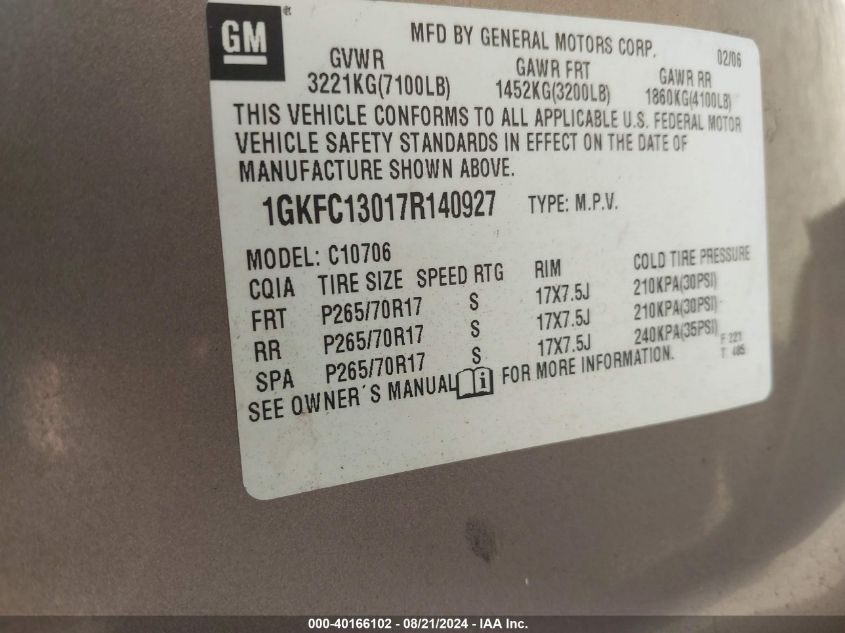 GM
MFD BY GENERAL MOTORS CORP.
02/06
GVWR GAWR FRT GAWR RR
3221KG(7100LB) 1452KG(3200LB) 1860KG(4100LB)
THIS VEHICLE CONFORMS TO ALL APPLICABLE U.S. FEDERAL MOTOR
VEHICLE SAFETY STANDARDS IN EFFECT ON THE DATE OF
MANUFACTURE SHOWN ABOVE.
1GKFC13017R140927 TYPE: M.P.V.
MODEL: C10706
CQIA TIRE SIZE SPEED RTG RIM COLD TIRE PRESSURE
FRT P265/70R17 S 17X7.5J 210KPA(30PSI)
RR P265/70R17 S 17X7.5J 210KPA(30PSI)
SPA P265/70R17 S 17X7.5J 240KPA(35PSI)
F 221
T 485
SEE OWNER´S MANUAL FOR MORE INFORMATION.
000-40166102 - 08/21/2024 - IAA Inc.